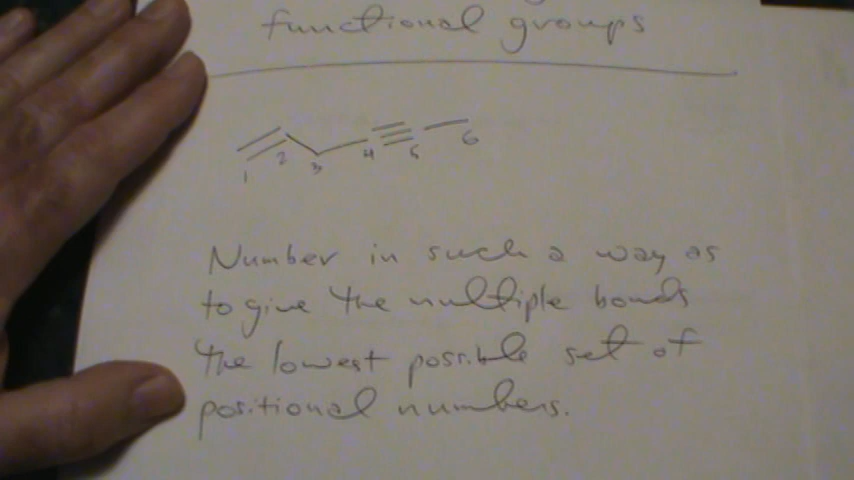 functional groups
1 2 3 4 5 6
Number in such a way as
to give the multiple bonds
the lowest possible set of
positional numbers.